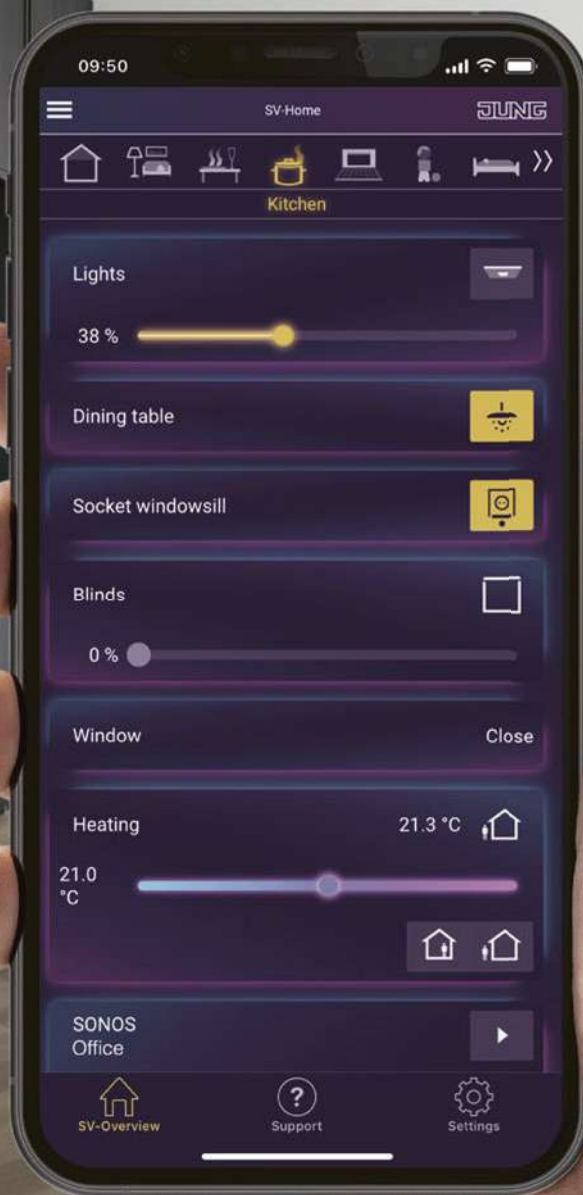 09:50
SV-Home
JUNG
Kitchen
Lights
38 %
Dining table
Socket windowsill
Blinds
0 %
Window
Close
Heating
21.3 °C
21.0
°C
SONOS
Office
?
SV-Overview
Support
Settings